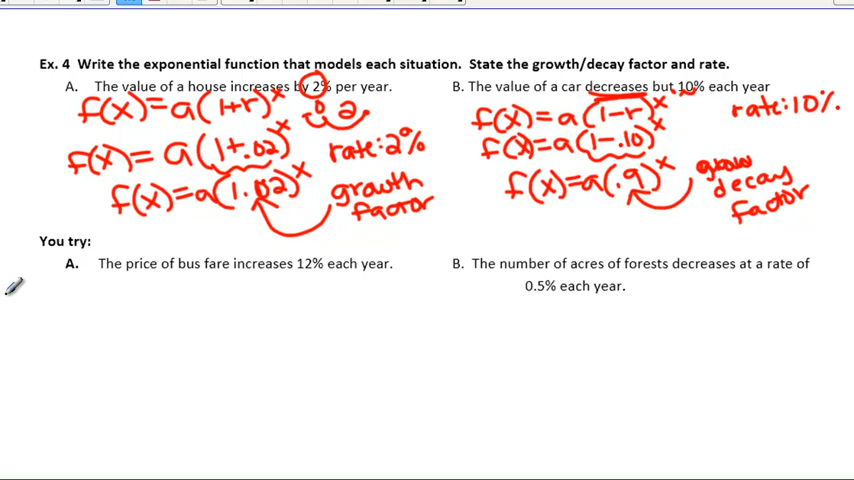 Ex. 4 Write the exponential function that models each situation. State the growth/decay factor and rate.
A. The value of a house increases by 2% per year.
f(x)=a(1+r)^x
0 2
f(x)=a(1+.02)^x
rate:2%
f(x)=a(1.02)^x
growth
factor
B. The value of a car decreases but 10% each year
f(x)=a(1-r)^x
rate:10%.
f(x)=a(1-.10)^x
f(x)=a(.9)^x
grow
decay
factor
You try:
A. The price of bus fare increases 12% each year.
B. The number of acres of forests decreases at a rate of
0.5% each year.